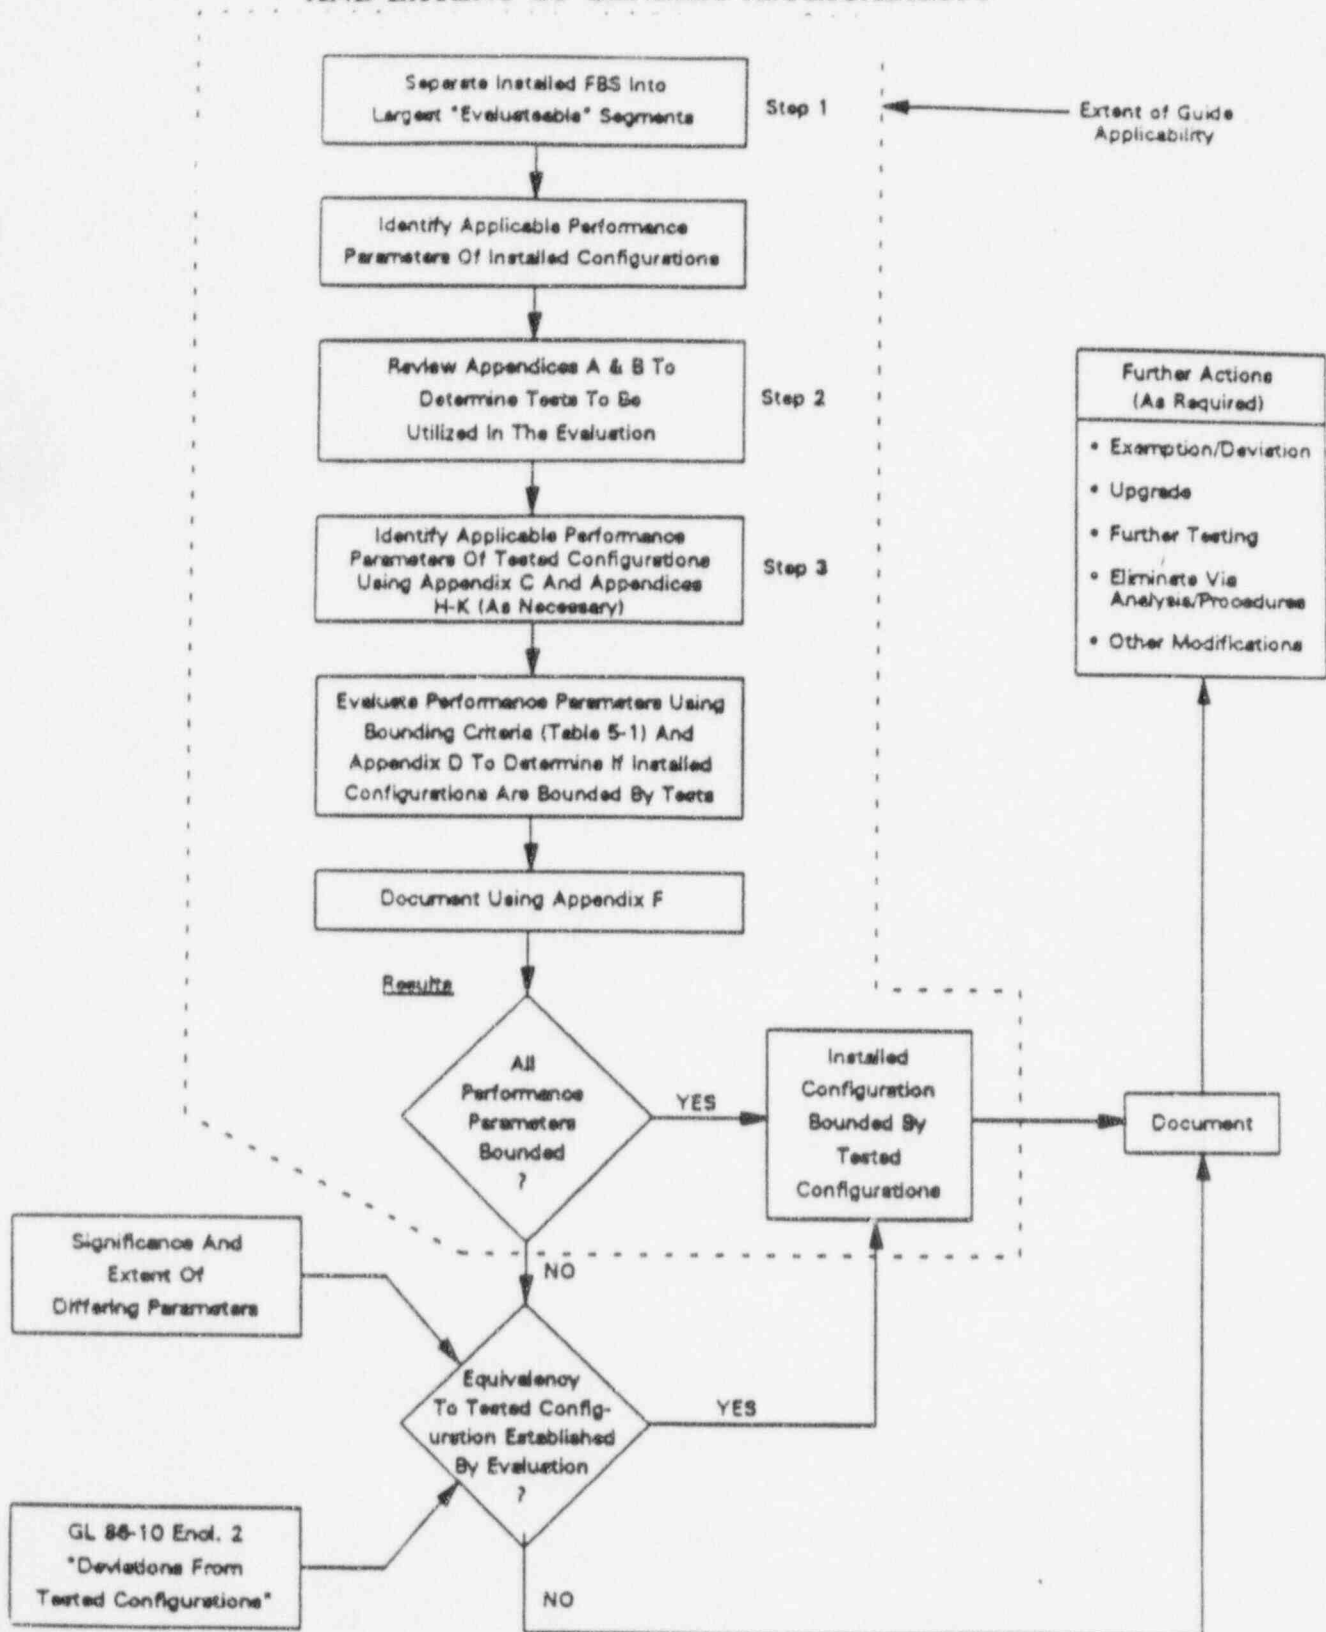 Separate Installed FBS Into
Largest "Evaluateable" Segments
Step 1
Extent of Guide
Applicability
Identify Applicable Performance
Parameters Of Installed Configurations
Review Appendices A & B To
Determine Tests To Be
Utilized In The Evaluation
Step 2
Further Actions
(As Required)
• Exemption/Deviation
• Upgrade
• Further Testing
• Eliminate Via
Analysis/Procedures
• Other Modifications
Identify Applicable Performance
Parameters Of Tested Configurations
Using Appendix C And Appendices
H-K (As Necessary)
Step 3
Evaluate Performance Parameters Using
Bounding Criteria (Table 5-1) And
Appendix D To Determine If Installed
Configurations Are Bounded By Tests
Document Using Appendix F
Results
All
Performance
Parameters
Bounded
?
YES
Installed
Configuration
Bounded By
Tested
Configurations
Document
NO
Significance And
Extent Of
Differing Parameters
Equivalency
To Tested Config-
uration Established
By Evaluation
?
YES
GL 86-10 Encl. 2
"Deviations From
Tested Configurations"
NO